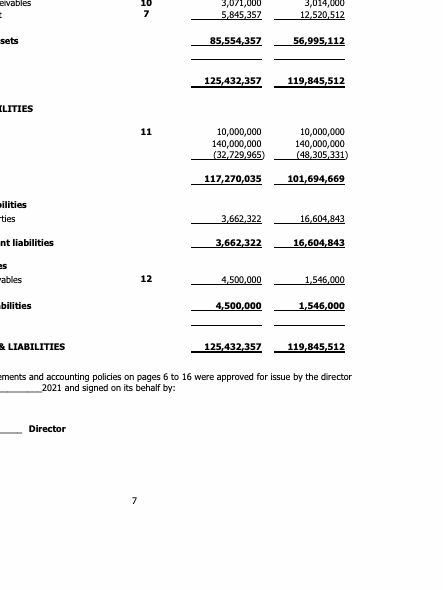 eivables 10 3,071,000 3,014,000
t 7 5,845,357 12,520,512
sets 85,554,357 56,995,112
125,432,357 119,845,512
ILITIES
11 10,000,000 10,000,000
140,000,000 140,000,000
(32,729,965) (48,305,331)
117,270,035 101,694,669
bilities
rties 3,662,322 16,604,843
nt liabilities 3,662,322 16,604,843
es
vables 12 4,500,000 1,546,000
bilities 4,500,000 1,546,000
& LIABILITIES 125,432,357 119,845,512
ements and accounting policies on pages 6 to 16 were approved for issue by the director
________2021 and signed on its behalf by:
_____ Director
7